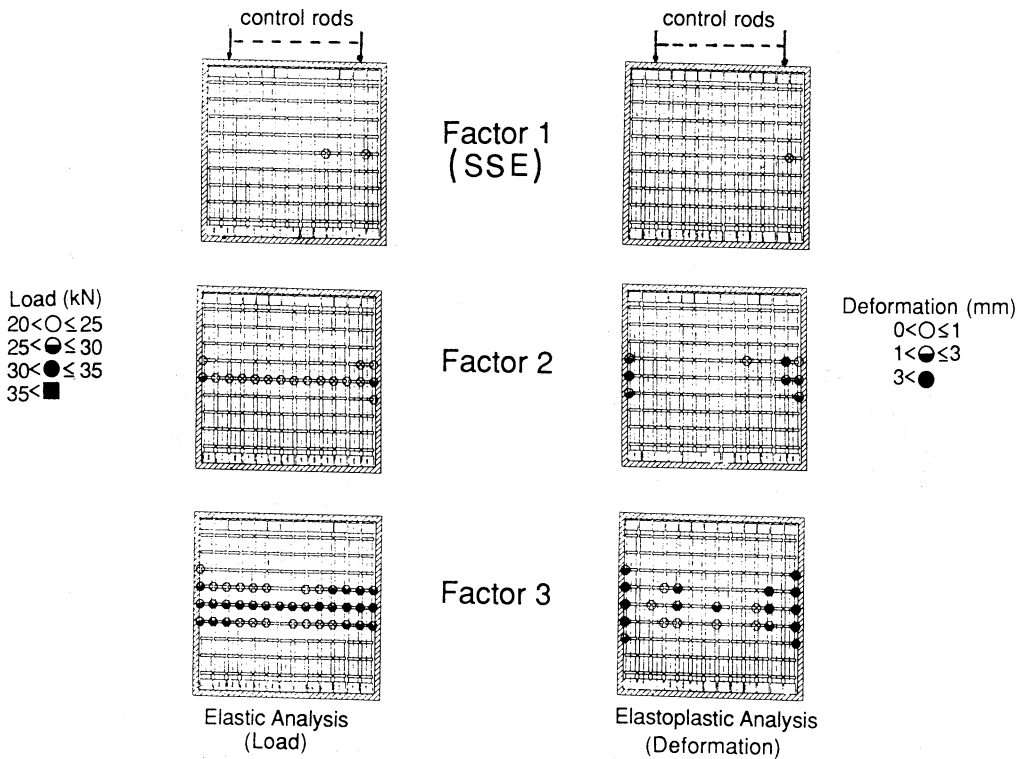 control rods
control rods
Factor 1
(SSE)
Load (kN)
20<○≤25
25<◒≤30
30<●≤35
35<■
Factor 2
Deformation (mm)
0<○≤1
1<◒≤3
3<●
Factor 3
Elastic Analysis
(Load)
Elastoplastic Analysis
(Deformation)